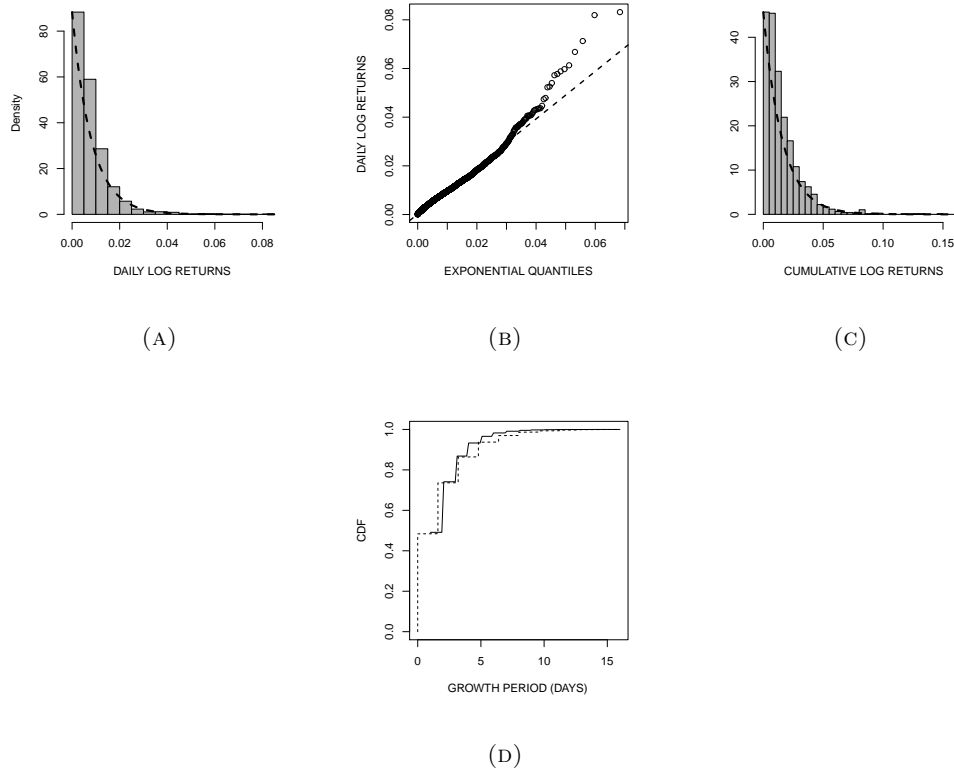 Density
0 20 40 60 80
0.00 0.02 0.04 0.06 0.08
DAILY LOG RETURNS
(A)
DAILY LOG RETURNS
0.00 0.02 0.04 0.06 0.08
0.00 0.02 0.04 0.06
EXPONENTIAL QUANTILES
(B)
0 10 20 30 40
0.00 0.05 0.10 0.15
CUMULATIVE LOG RETURNS
(C)
CDF
0.0 0.2 0.4 0.6 0.8 1.0
0 5 10 15
GROWTH PERIOD (DAYS)
(D)